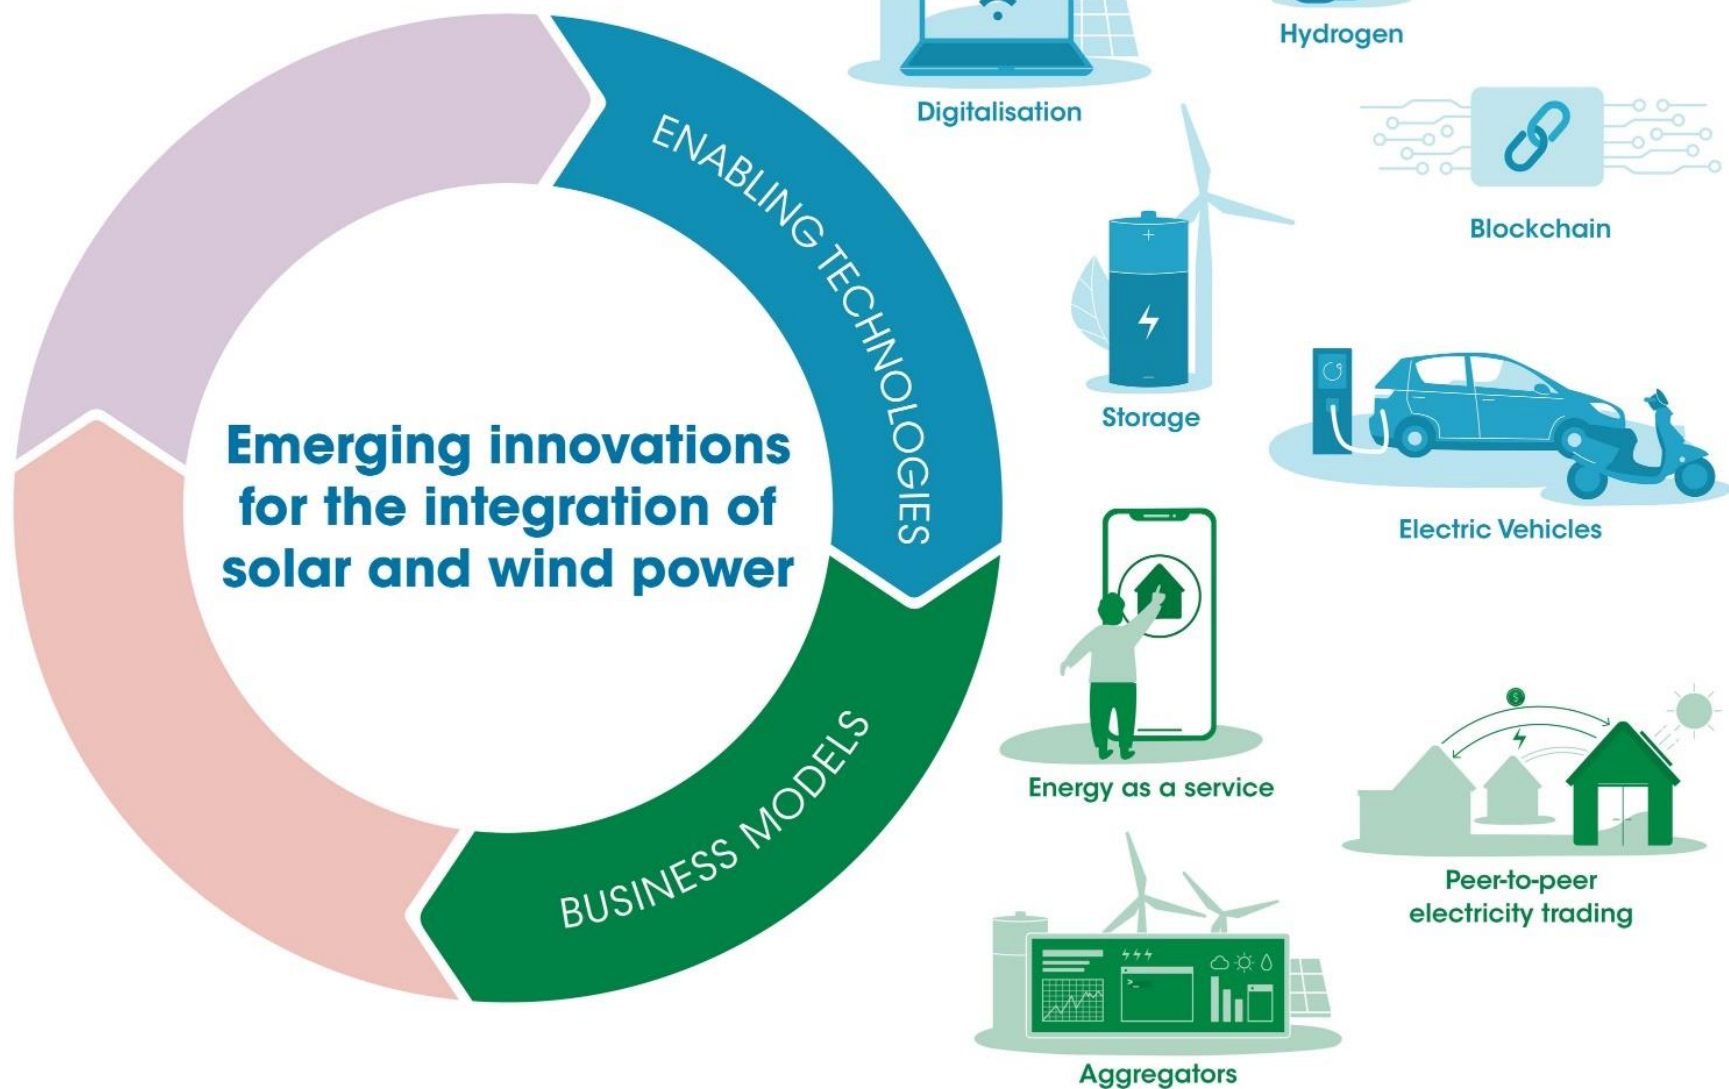 Hydrogen
Digitalisation
Blockchain
Storage
Electric Vehicles
ENABLING TECHNOLOGIES
Emerging innovations
for the integration of
solar and wind power
BUSINESS MODELS
Energy as a service
$
Peer-to-peer
electricity trading
>_
Aggregators